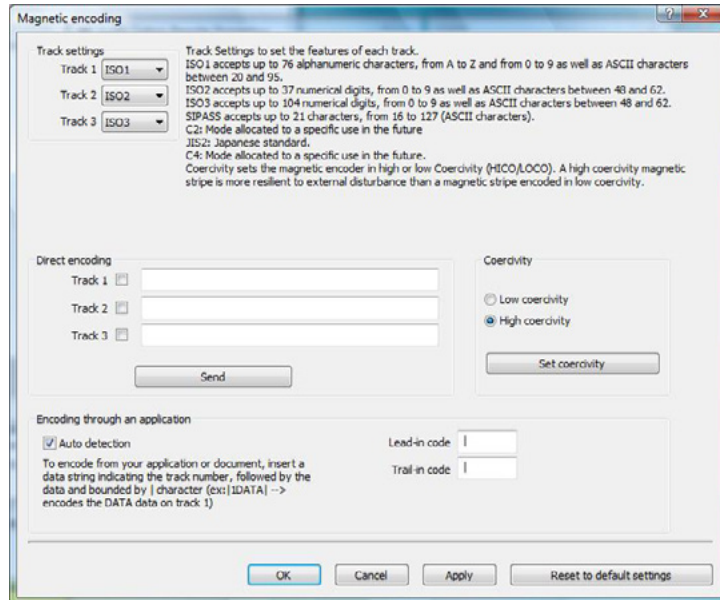 Magnetic encoding
Track settings
Track 1 ISO1
Track 2 ISO2
Track 3 ISO3
Track Settings to set the features of each track.
ISO1 accepts up to 76 alphanumeric characters, from A to Z and from 0 to 9 as well as ASCII characters
between 20 and 95.
ISO2 accepts up to 37 numerical digits, from 0 to 9 as well as ASCII characters between 48 and 62.
ISO3 accepts up to 104 numerical digits, from 0 to 9 as well as ASCII characters between 48 and 62.
SIPASS accepts up to 21 characters, from 16 to 127 (ASCII characters).
C2: Mode allocated to a specific use in the future
JIS2: Japanese standard.
C4: Mode allocated to a specific use in the future.
Coercivity sets the magnetic encoder in high or low Coercivity (HICO/LOCO). A high coercivity magnetic
stripe is more resilient to external disturbance than a magnetic stripe encoded in low coercivity.
Direct encoding
Track 1
Track 2
Track 3
Send
Coercivity
Low coercivity
High coercivity
Set coercivity
Encoding through an application
Auto detection
To encode from your application or document, insert a
data string indicating the track number, followed by the
data and bounded by | character (ex:|1DATA| -->
encodes the DATA data on track 1)
Lead-in code |
Trail-in code |
OK Cancel Apply Reset to default settings